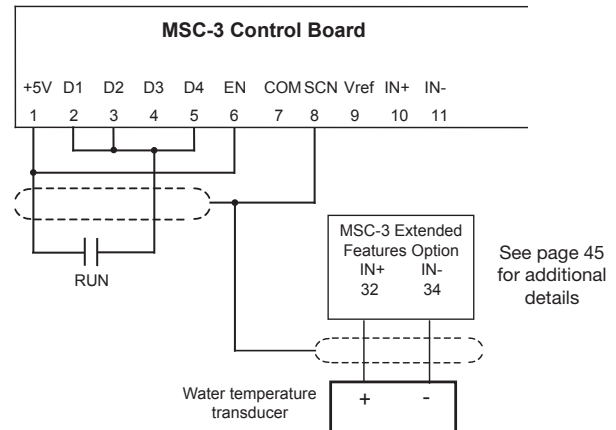 MSC-3 Control Board
+5V D1 D2 D3 D4 EN COM SCN Vref IN+ IN-
1 2 3 4 5 6 7 8 9 10 11
RUN
MSC-3 Extended
Features Option
IN+ IN-
32 34
See page 45
for additional
details
Water temperature
transducer
+ -